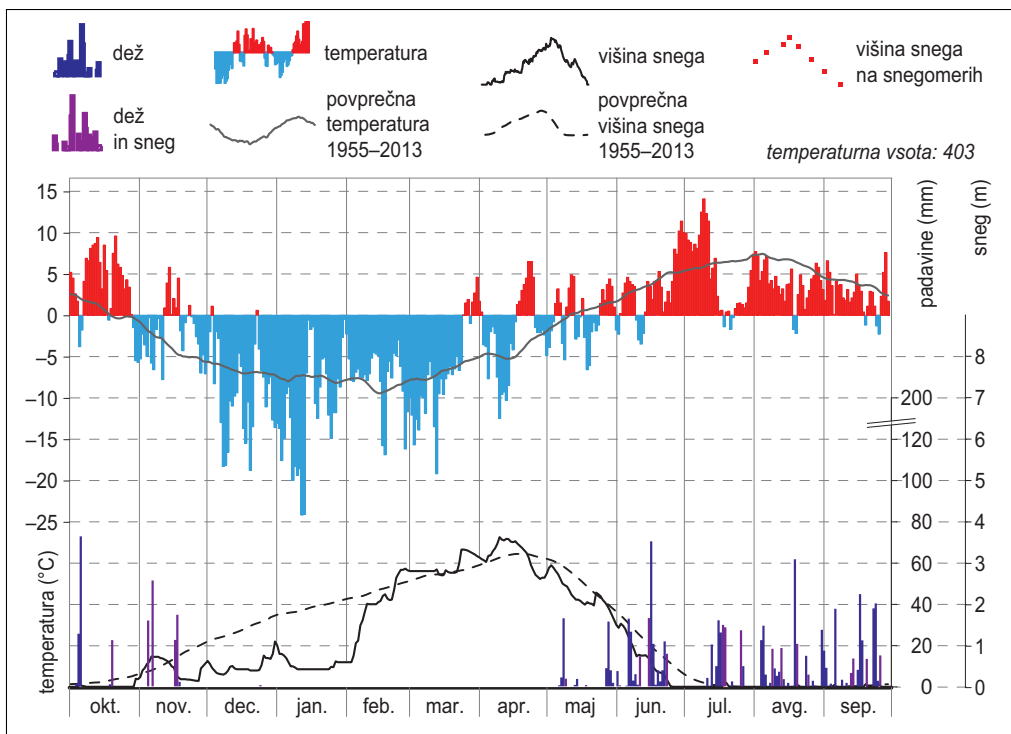 dež
temperatura
višina snega
višina snega
na snegomerih
dež
in sneg
povprečna
temperatura
1955–2013
povprečna
višina snega
1955–2013
temperaturna vsota: 403
15
10
5
0
–5
–10
–15
–20
–25
temperatura (°C)
padavine (mm)
200
120
100
80
60
40
20
0
sneg (m)
8
7
6
5
4
3
2
1
0
okt. nov. dec. jan. feb. mar. apr. maj jun. jul. avg. sep.